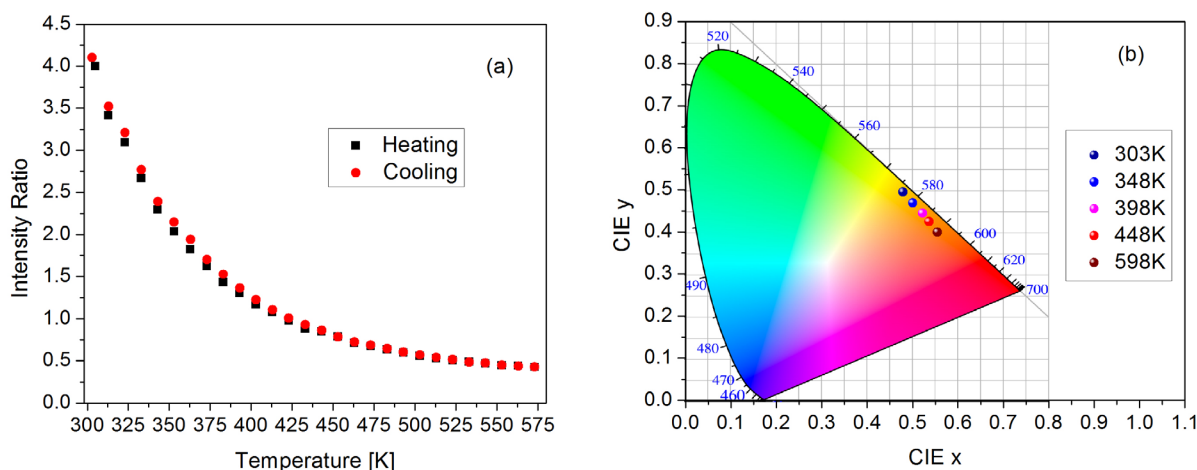 4.5
4.0
3.5
3.0
2.5
2.0
1.5
1.0
0.5
0.0
Intensity Ratio
(a)
Heating
Cooling
300 325 350 375 400 425 450 475 500 525 550 575
Temperature [K]
0.9
0.8
0.7
0.6
0.5
0.4
0.3
0.2
0.1
0.0
CIE y
(b)
520
540
560
580
600
620
700
490
480
470
460
303K
348K
398K
448K
598K
0.0 0.1 0.2 0.3 0.4 0.5 0.6 0.7 0.8 0.9 1.0 1.1
CIE x